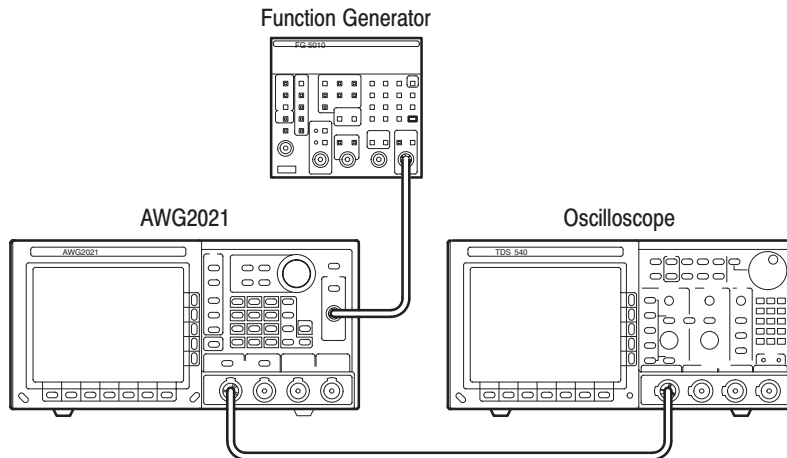 Function Generator
FG 5010
AWG2021
AWG2021
Oscilloscope
TDS 540